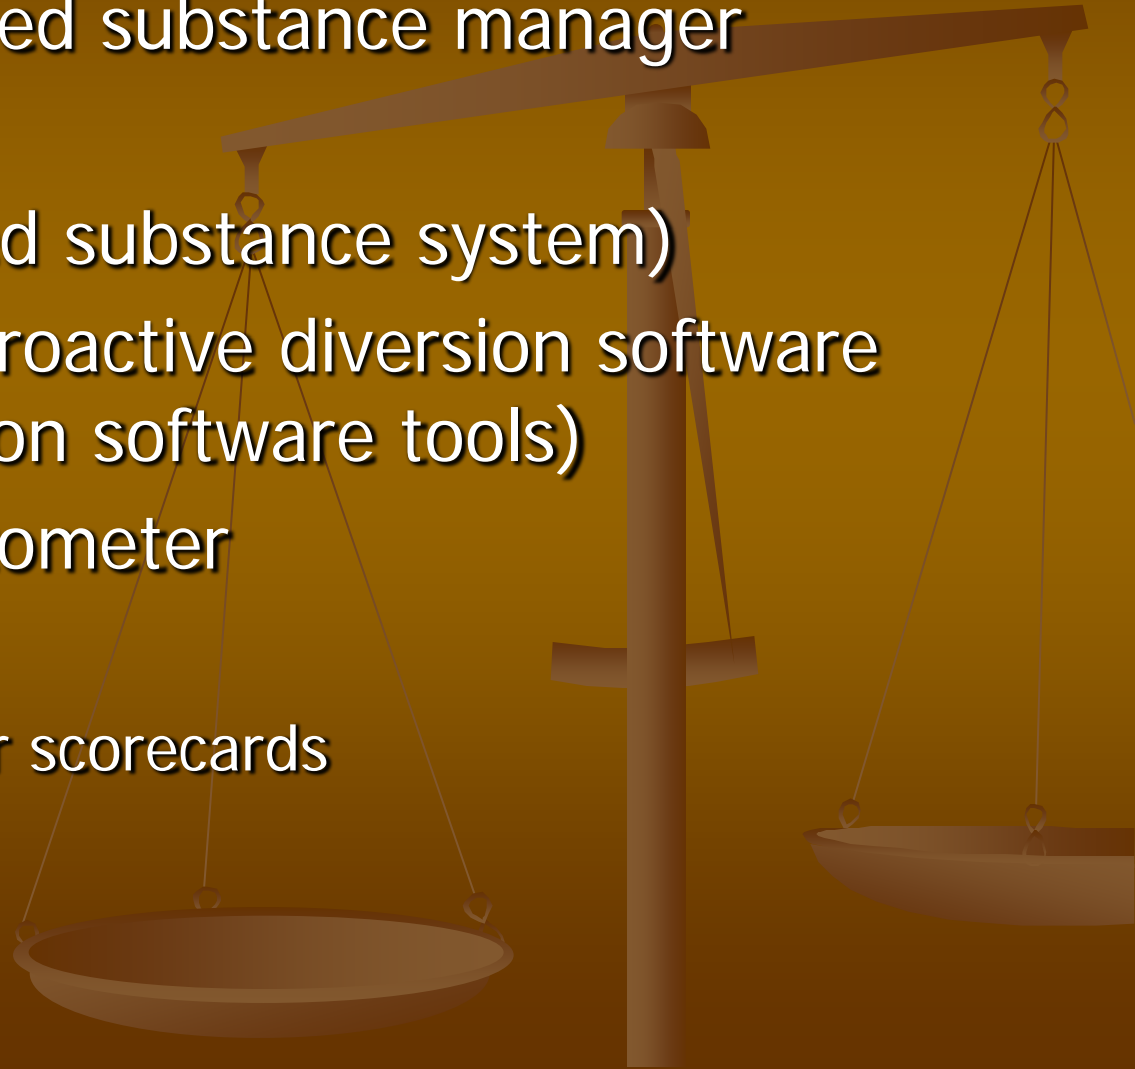 ed substance manager
d substance system)
roactive diversion software
on software tools)
ometer
r scorecards